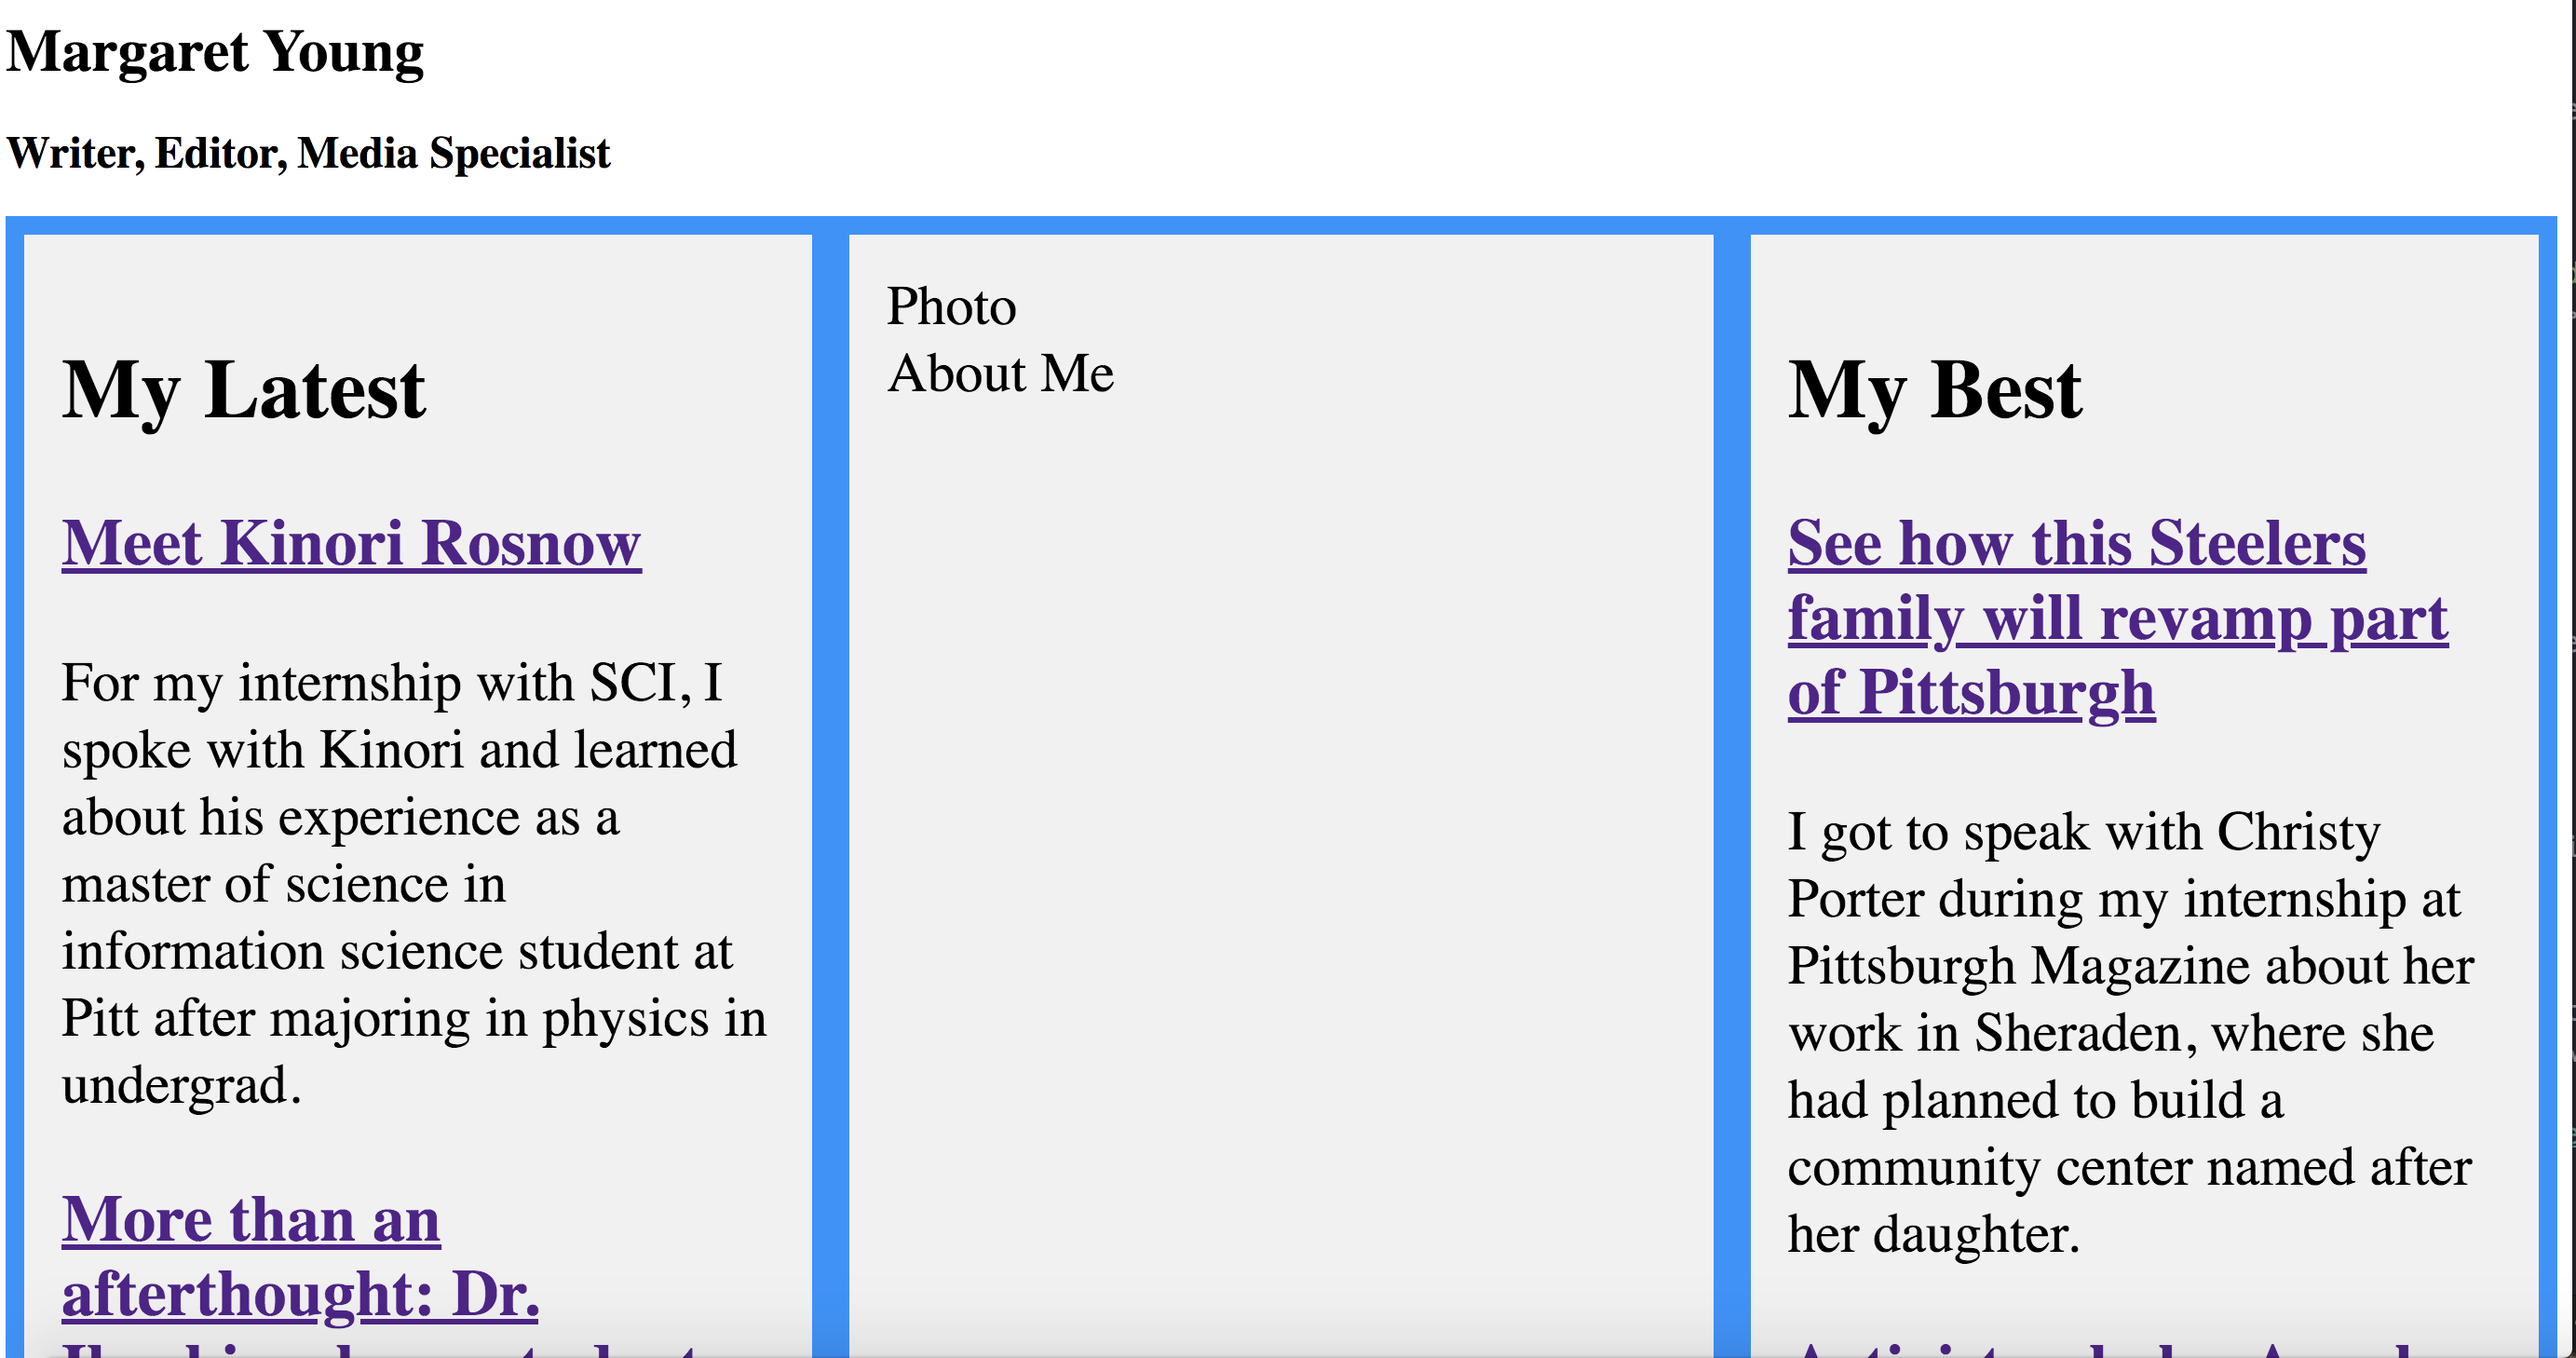 Margaret Young
Writer, Editor, Media Specialist
My Latest
Meet Kinori Rosnow
For my internship with SCI, I
spoke with Kinori and learned
about his experience as a
master of science in
information science student at
Pitt after majoring in physics in
undergrad.
More than an
afterthought: Dr.
Photo
About Me
My Best
See how this Steelers
family will revamp part
of Pittsburgh
I got to speak with Christy
Porter during my internship at
Pittsburgh Magazine about her
work in Sheraden, where she
had planned to build a
community center named after
her daughter.